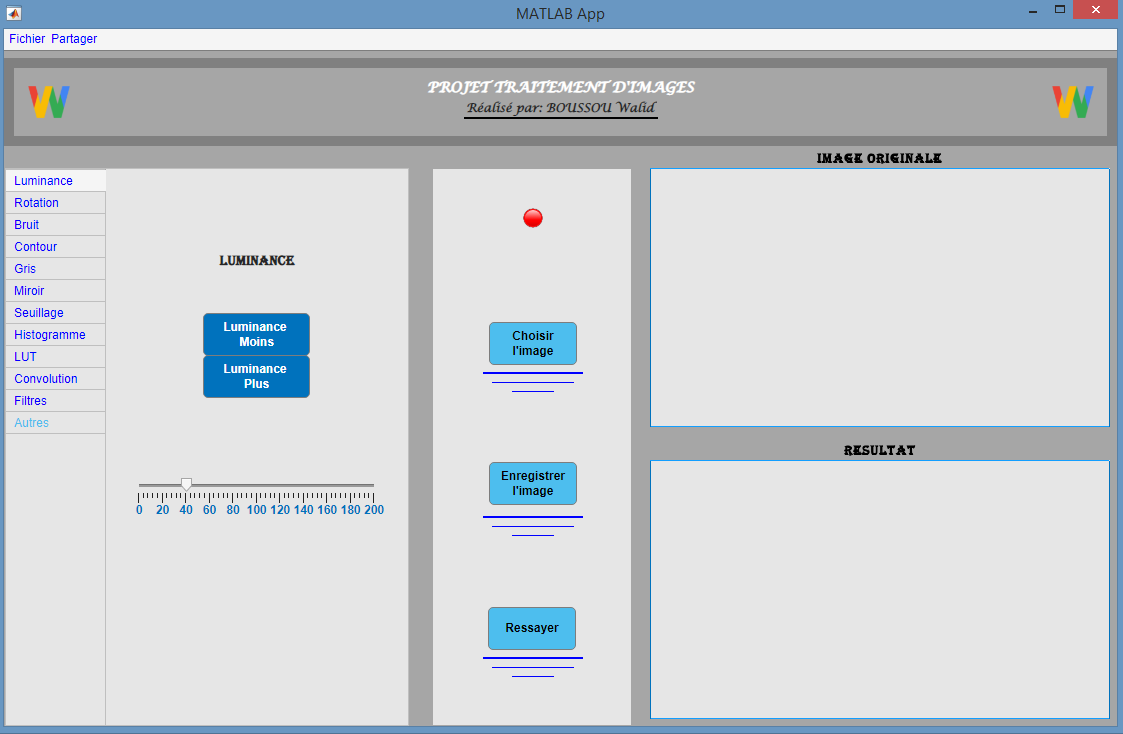 MATLAB App
Fichier Partager
PROJET TRAITEMENT D'IMAGES
Réalisé par: BOUSSOU Walid
Luminance
Rotation
Bruit
Contour
Gris
Miroir
Seuillage
Histogramme
LUT
Convolution
Filtres
Autres
LUMINANCE
Luminance
Moins
Luminance
Plus
0 20 40 60 80 100 120 140 160 180 200
Choisir
l'image
Enregistrer
l'image
Ressayer
IMAGE ORIGINALE
RESULTAT